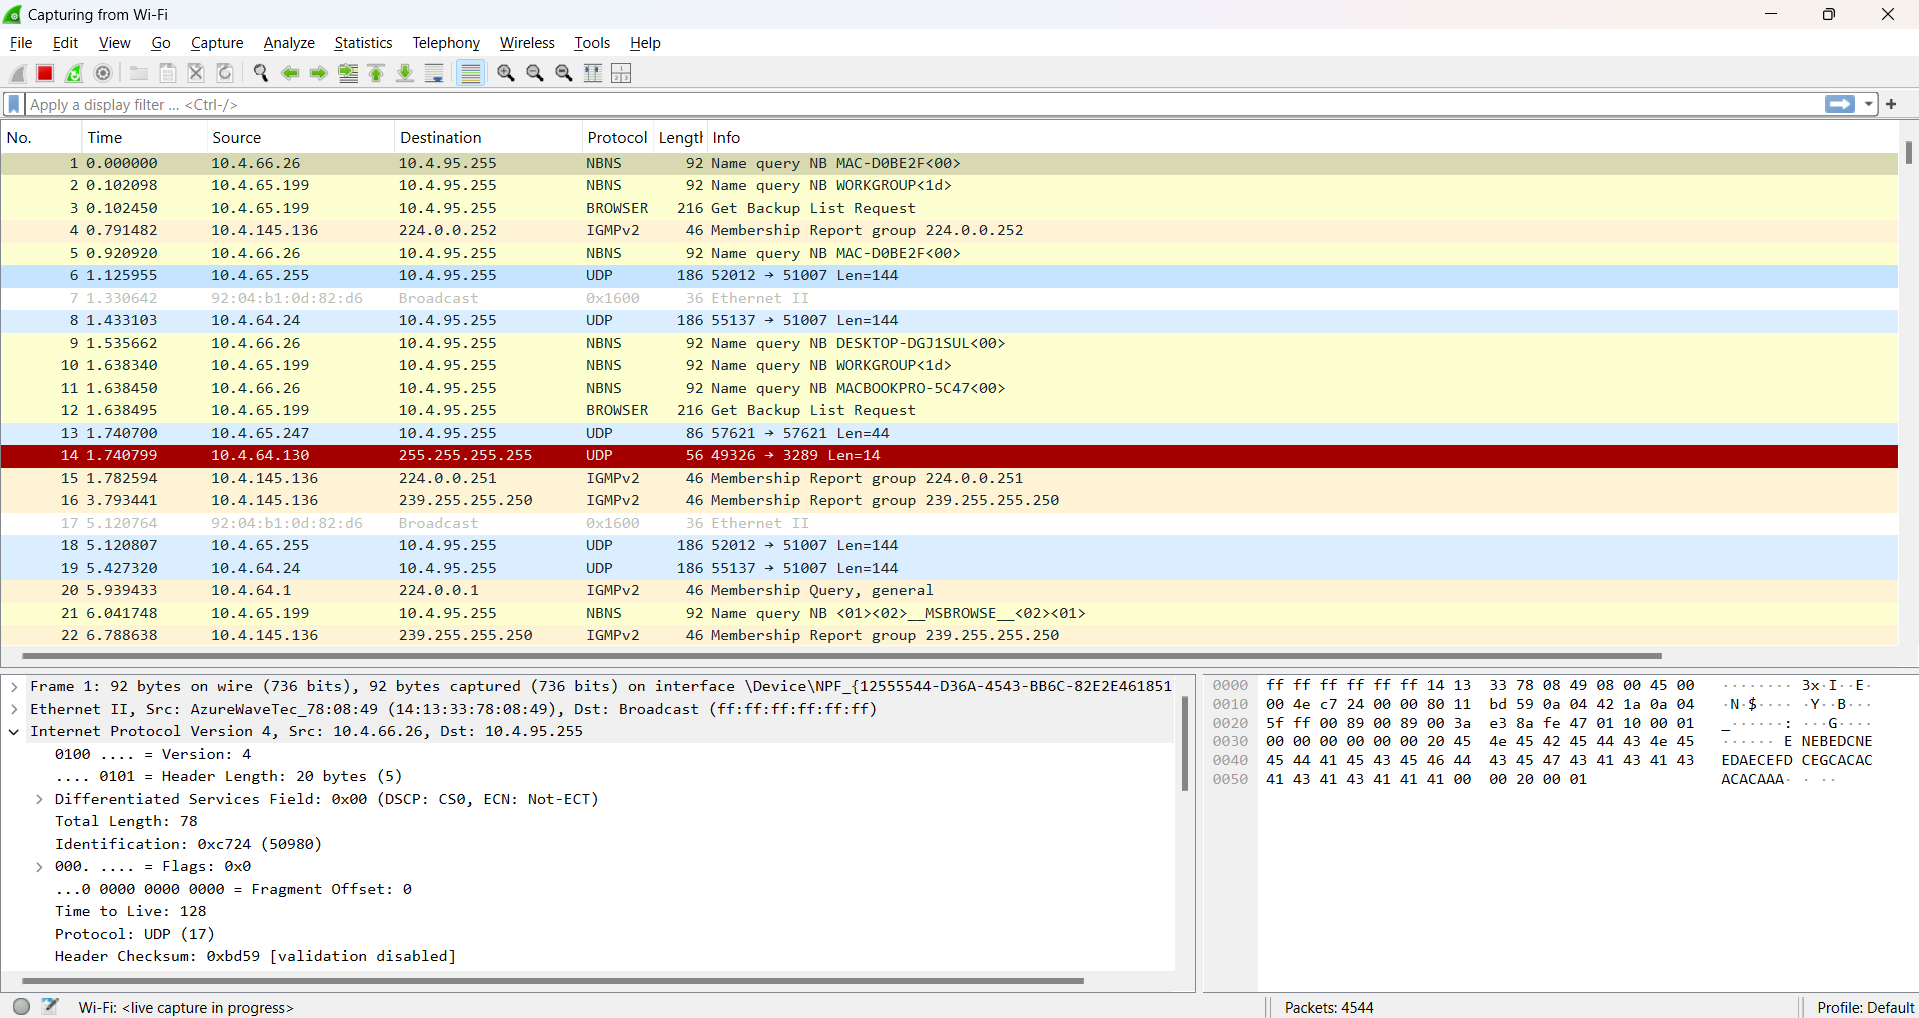 Capturing from Wi-Fi
File Edit View Go Capture Analyze Statistics Telephony Wireless Tools Help
Apply a display filter ... <Ctrl-/>
No. Time Source Destination Protocol Length Info
1 0.000000 10.4.66.26 10.4.95.255 NBNS 92 Name query NB MAC-D0BE2F<00>
2 0.102098 10.4.65.199 10.4.95.255 NBNS 92 Name query NB WORKGROUP<1d>
3 0.102450 10.4.65.199 10.4.95.255 BROWSER 216 Get Backup List Request
4 0.791482 10.4.145.136 224.0.0.252 IGMPv2 46 Membership Report group 224.0.0.252
5 0.920920 10.4.66.26 10.4.95.255 NBNS 92 Name query NB MAC-D0BE2F<00>
6 1.125955 10.4.65.255 10.4.95.255 UDP 186 52012 → 51007 Len=144
7 1.330642 92:04:b1:0d:82:d6 Broadcast 0x1600 36 Ethernet II
8 1.433103 10.4.64.24 10.4.95.255 UDP 186 55137 → 51007 Len=144
9 1.535662 10.4.66.26 10.4.95.255 NBNS 92 Name query NB DESKTOP-DGJ1SUL<00>
10 1.638340 10.4.65.199 10.4.95.255 NBNS 92 Name query NB WORKGROUP<1d>
11 1.638450 10.4.66.26 10.4.95.255 NBNS 92 Name query NB MACBOOKPRO-5C47<00>
12 1.638495 10.4.65.199 10.4.95.255 BROWSER 216 Get Backup List Request
13 1.740700 10.4.65.247 10.4.95.255 UDP 86 57621 → 57621 Len=44
14 1.740799 10.4.64.130 255.255.255.255 UDP 56 49326 → 3289 Len=14
15 1.782594 10.4.145.136 224.0.0.251 IGMPv2 46 Membership Report group 224.0.0.251
16 3.793441 10.4.145.136 239.255.255.250 IGMPv2 46 Membership Report group 239.255.255.250
17 5.120764 92:04:b1:0d:82:d6 Broadcast 0x1600 36 Ethernet II
18 5.120807 10.4.65.255 10.4.95.255 UDP 186 52012 → 51007 Len=144
19 5.427320 10.4.64.24 10.4.95.255 UDP 186 55137 → 51007 Len=144
20 5.939433 10.4.64.1 224.0.0.1 IGMPv2 46 Membership Query, general
21 6.041748 10.4.65.199 10.4.95.255 NBNS 92 Name query NB <01><02>__MSBROWSE__<02><01>
22 6.788638 10.4.145.136 239.255.255.250 IGMPv2 46 Membership Report group 239.255.255.250
Frame 1: 92 bytes on wire (736 bits), 92 bytes captured (736 bits) on interface \Device\NPF_{12555544-D36A-4543-BB6C-82E2E461851
Ethernet II, Src: AzureWaveTec_78:08:49 (14:13:33:78:08:49), Dst: Broadcast (ff:ff:ff:ff:ff:ff)
Internet Protocol Version 4, Src: 10.4.66.26, Dst: 10.4.95.255
0100 .... = Version: 4
.... 0101 = Header Length: 20 bytes (5)
Differentiated Services Field: 0x00 (DSCP: CS0, ECN: Not-ECT)
Total Length: 78
Identification: 0xc724 (50980)
000. .... = Flags: 0x0
...0 0000 0000 0000 = Fragment Offset: 0
Time to Live: 128
Protocol: UDP (17)
Header Checksum: 0xbd59 [validation disabled]
0000 ff ff ff ff ff ff 14 13 33 78 08 49 08 00 45 00 ········ 3x·I··E·
0010 00 4e c7 24 00 00 80 11 bd 59 0a 04 42 1a 0a 04 ·N·$···· ·Y··B···
0020 5f ff 00 89 00 89 00 3a e3 8a fe 47 01 10 00 01 _······: ···G····
0030 00 00 00 00 00 00 20 45 4e 45 42 45 44 43 4e 45 ······ E NEBEDCNE
0040 45 44 41 45 43 45 46 44 43 45 47 43 41 43 41 43 EDAECEFD CEGCACAC
0050 41 43 41 43 41 41 41 00 00 20 00 01 ACACAAA· · ··
Wi-Fi: <live capture in progress> Packets: 4544 Profile: Default